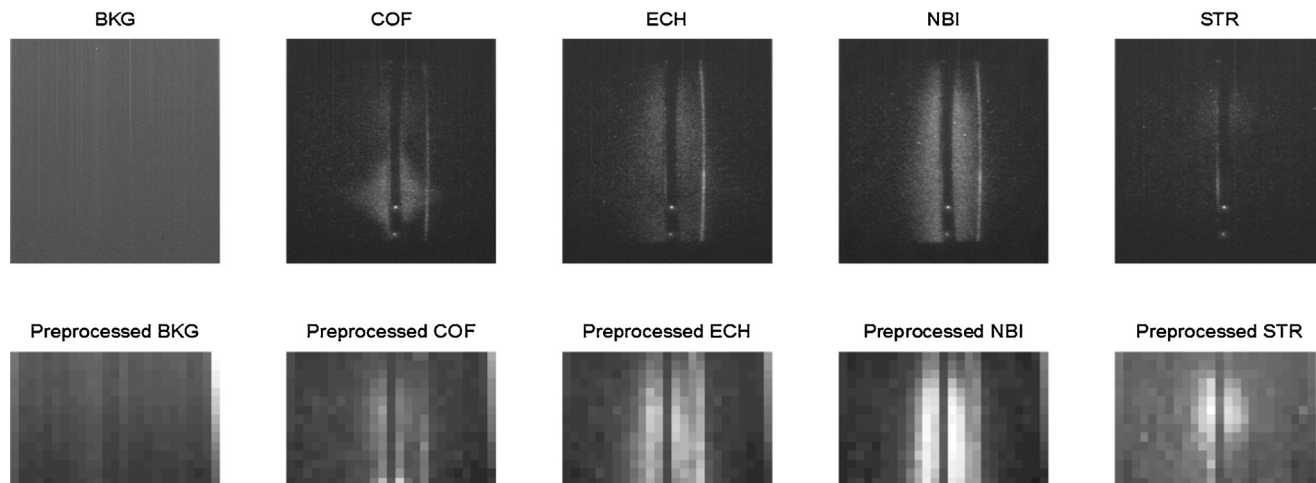 BKG COF ECH NBI STR
Preprocessed BKG Preprocessed COF Preprocessed ECH Preprocessed NBI Preprocessed STR